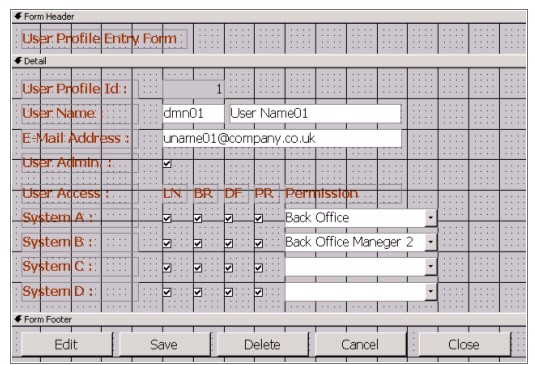 Form Header
User Profile Entry Form :
Detail
User Profile Id : 1
User Name : dmn01 User Name01
E-Mail Address : uname01@company.co.uk
User Admin. :
User Access : LN BR DF PR Permission
System A : Back Office
System B : Back Office Maneger 2
System C :
System D :
Form Footer
Edit Save Delete Cancel Close